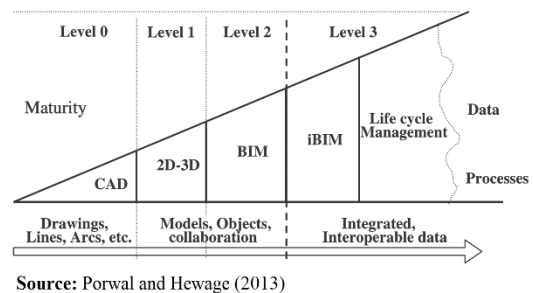 Level 0 Level 1 Level 2 Level 3
Maturity
CAD
2D-3D
BIM
iBIM
Life cycle
Management
Data
Processes
Drawings,
Lines, Arcs, etc.
Models, Objects,
collaboration
Integrated,
Interoperable data
Source: Porwal and Hewage (2013)